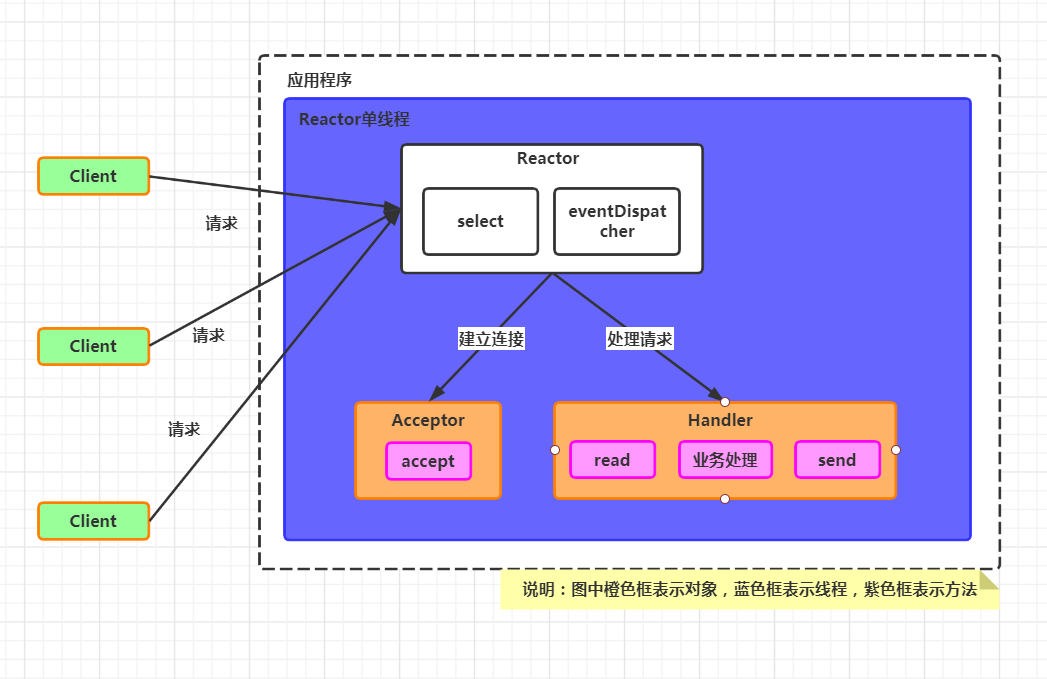 应用程序
Reactor单线程
Reactor
select
eventDispat
cher
Client
请求
Client
请求
Client
请求
建立连接
处理请求
Acceptor
accept
Handler
read
业务处理
send
说明：图中橙色框表示对象，蓝色框表示线程，紫色框表示方法